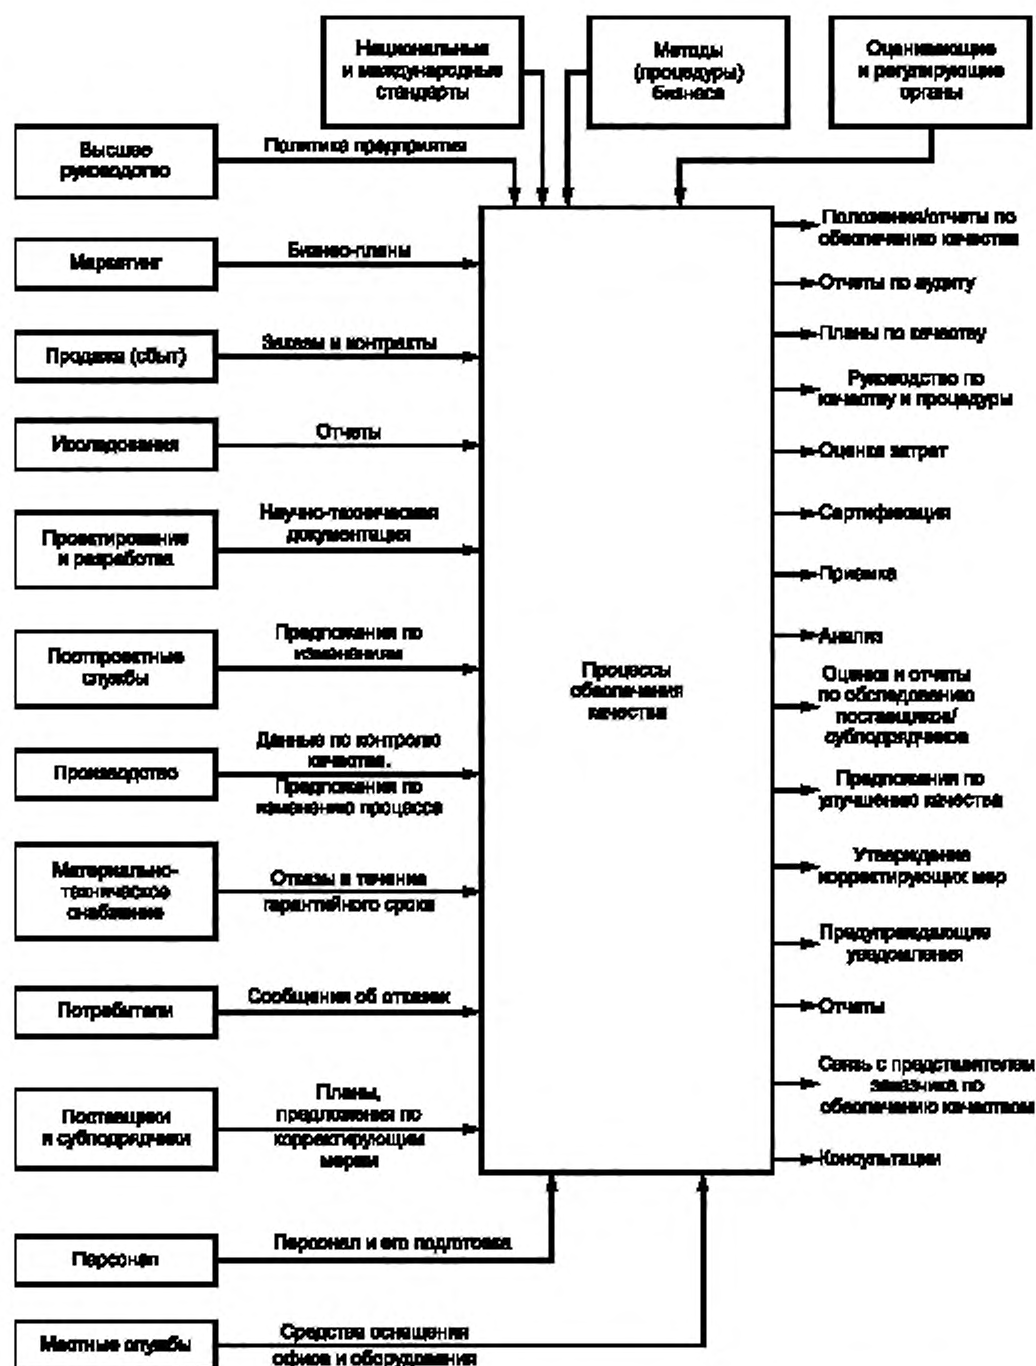 Национальные
и международные
стандарты
Методы
(процедуры)
бизнеса
Оценивающие
и регулирующие
органы
Высшее
руководство
Политика предприятия
Маркетинг
Бизнес-планы
Продажа (сбыт)
Заказы и контракты
Исследования
Отчеты
Проектирование
и разработка
Научно-техническая
документация
Постпроектные
службы
Предложения по
изменениям
Производство
Данные по контролю
качества.
Предложения по
изменению процесса
Материально-
техническое
снабжение
Отказы в течение
гарантийного срока
Потребители
Сообщения об отказах
Поставщики
и субподрядчики
Планы,
предложения по
корректирующим
мерам
Персонал
Персонал и его подготовка
Местные службы
Средства оснащения
офиса и оборудования
Процессы
обеспечения
качества
Положения/отчеты по
обеспечению качества
Отчеты по аудиту
Планы по качеству
Руководство по
качеству и процедуры
Оценка затрат
Сертификация
Приемка
Анализ
Оценка и отчеты
по обследованию
поставщиков/
субподрядчиков
Предложения по
улучшению качества
Утверждение
корректирующих мер
Предупреждающие
уведомления
Отчеты
Связь с представителем
заказчика по
обеспечению качеством
Консультации